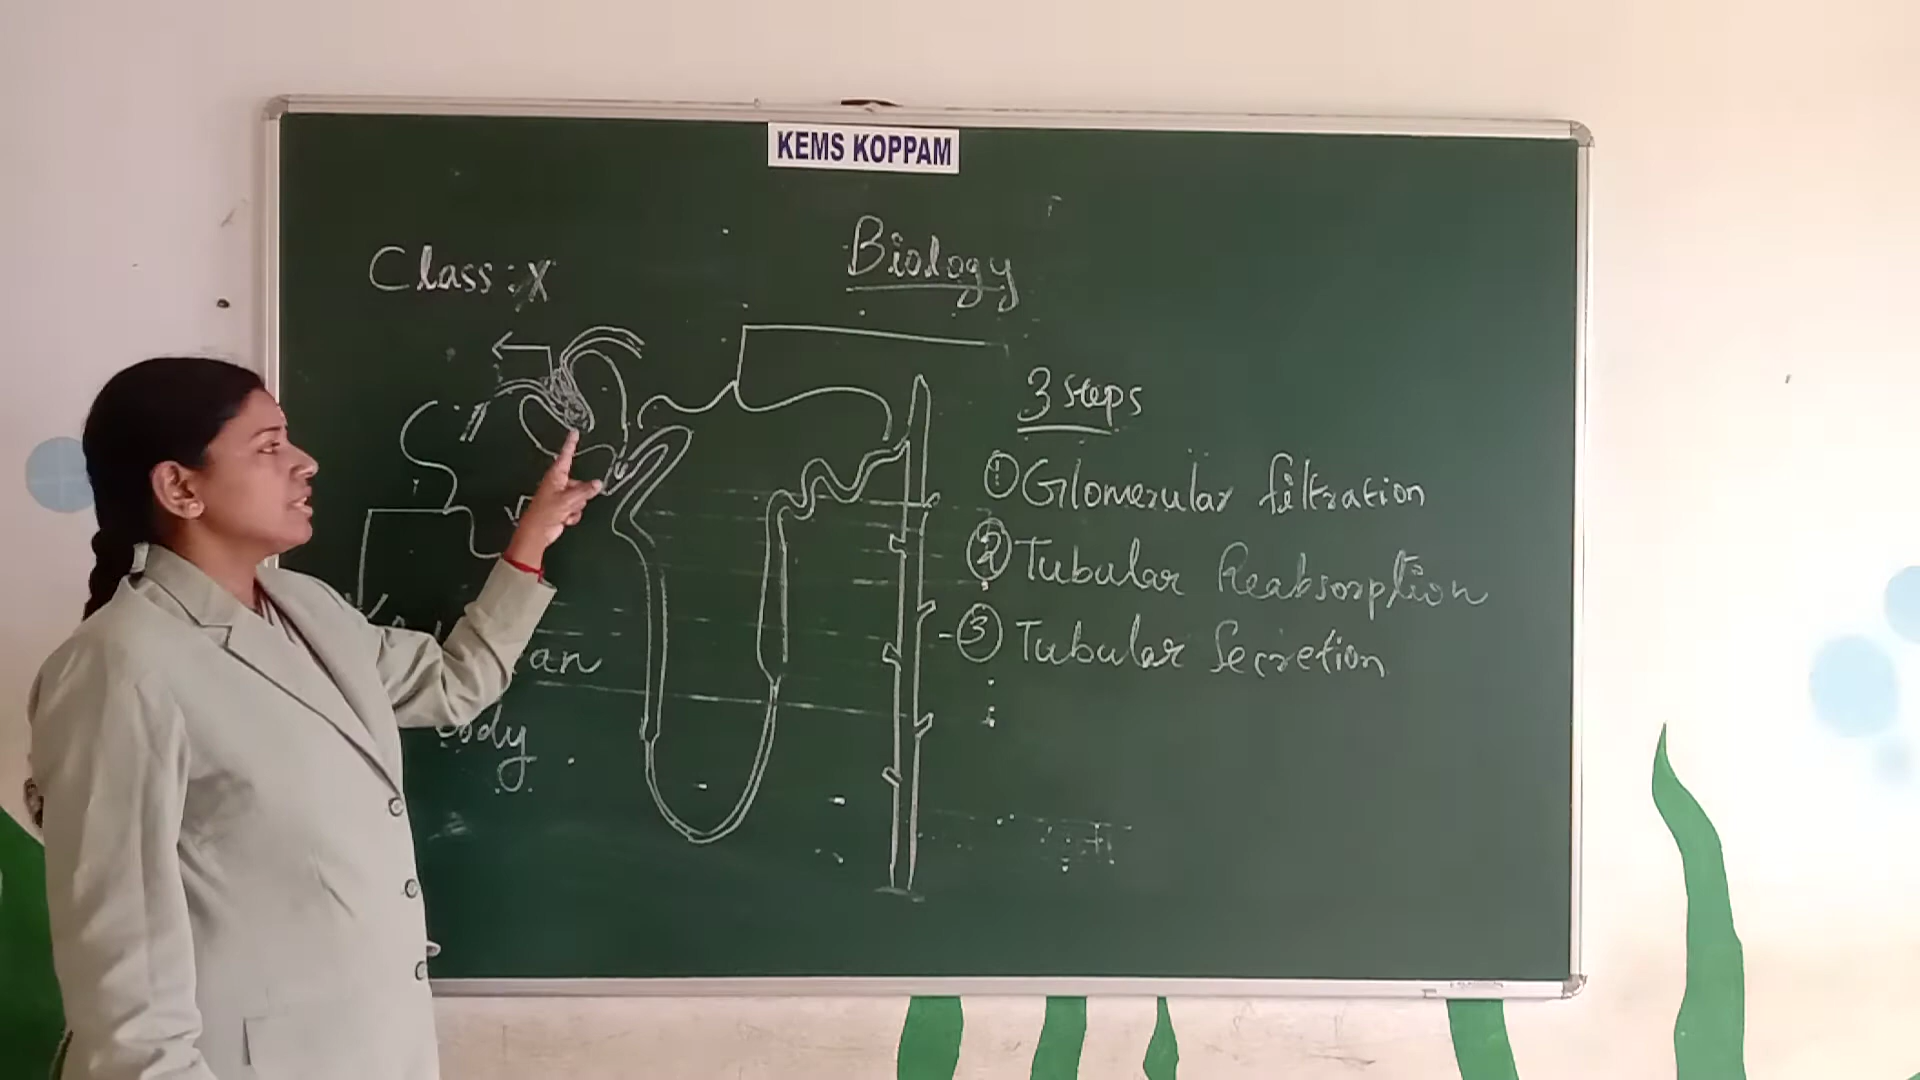 KEMS KOPPAM
Class: X
Biology
3 Steps
① Glomerular filtration
② Tubular Reabsorption
③ Tubular Secretion